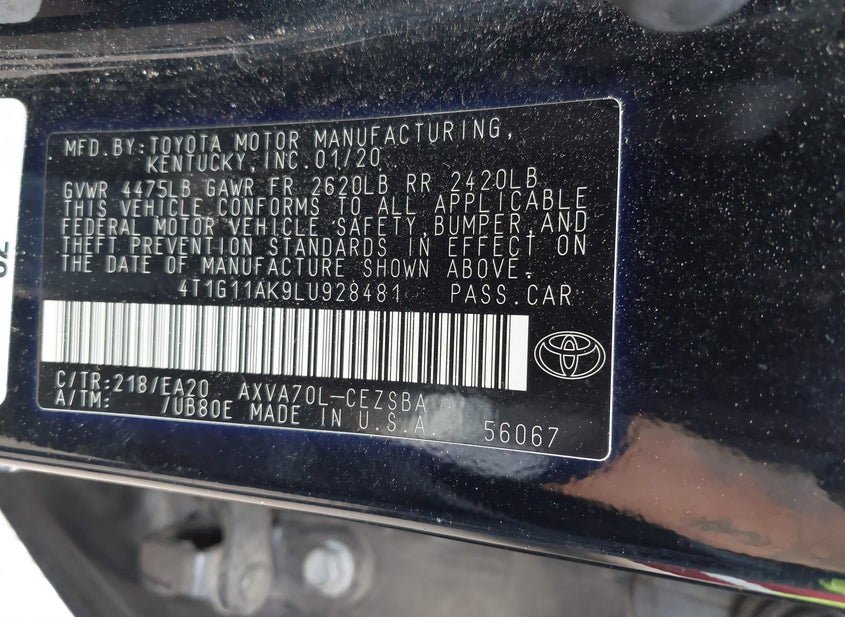 MFD.BY:TOYOTA MOTOR MANUFACTURING,
KENTUCKY,INC.01/20
GVWR 4475LB GAWR FR 2620LB RR 2420LB
THIS VEHICLE CONFORMS TO ALL APPLICABLE
FEDERAL MOTOR VEHICLE SAFETY,BUMPER,AND
THEFT PREVENTION STANDARDS IN EFFECT ON
THE DATE OF MANUFACTURE SHOWN ABOVE.
4T1G11AK9LU928481 PASS.CAR
C/TR:218/EA20 AXVA70L-CEZSBA
A/TM: /UB80E MADE IN U.S.A. 56067